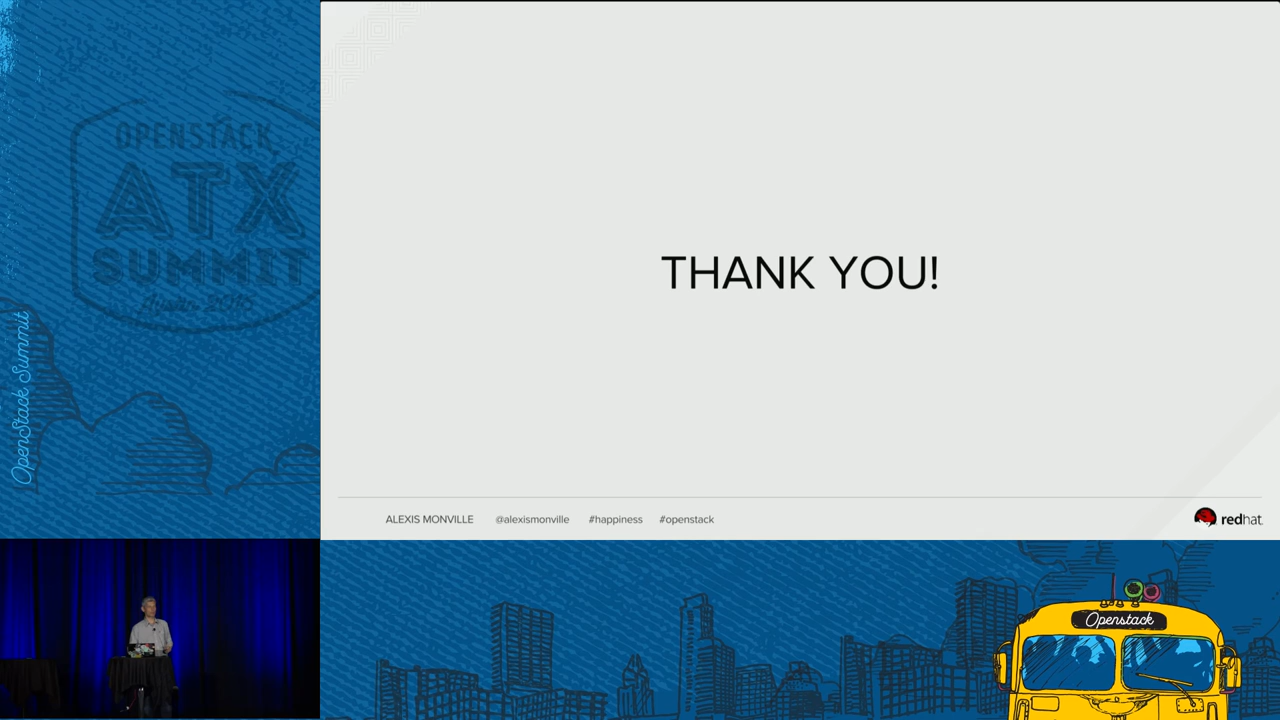 OPENSTACK
ATX
SUMMIT
OpenStack Summit
THANK YOU!
ALEXIS MONVILLE @alexismonville #happiness #openstack
redhat.
Openstack